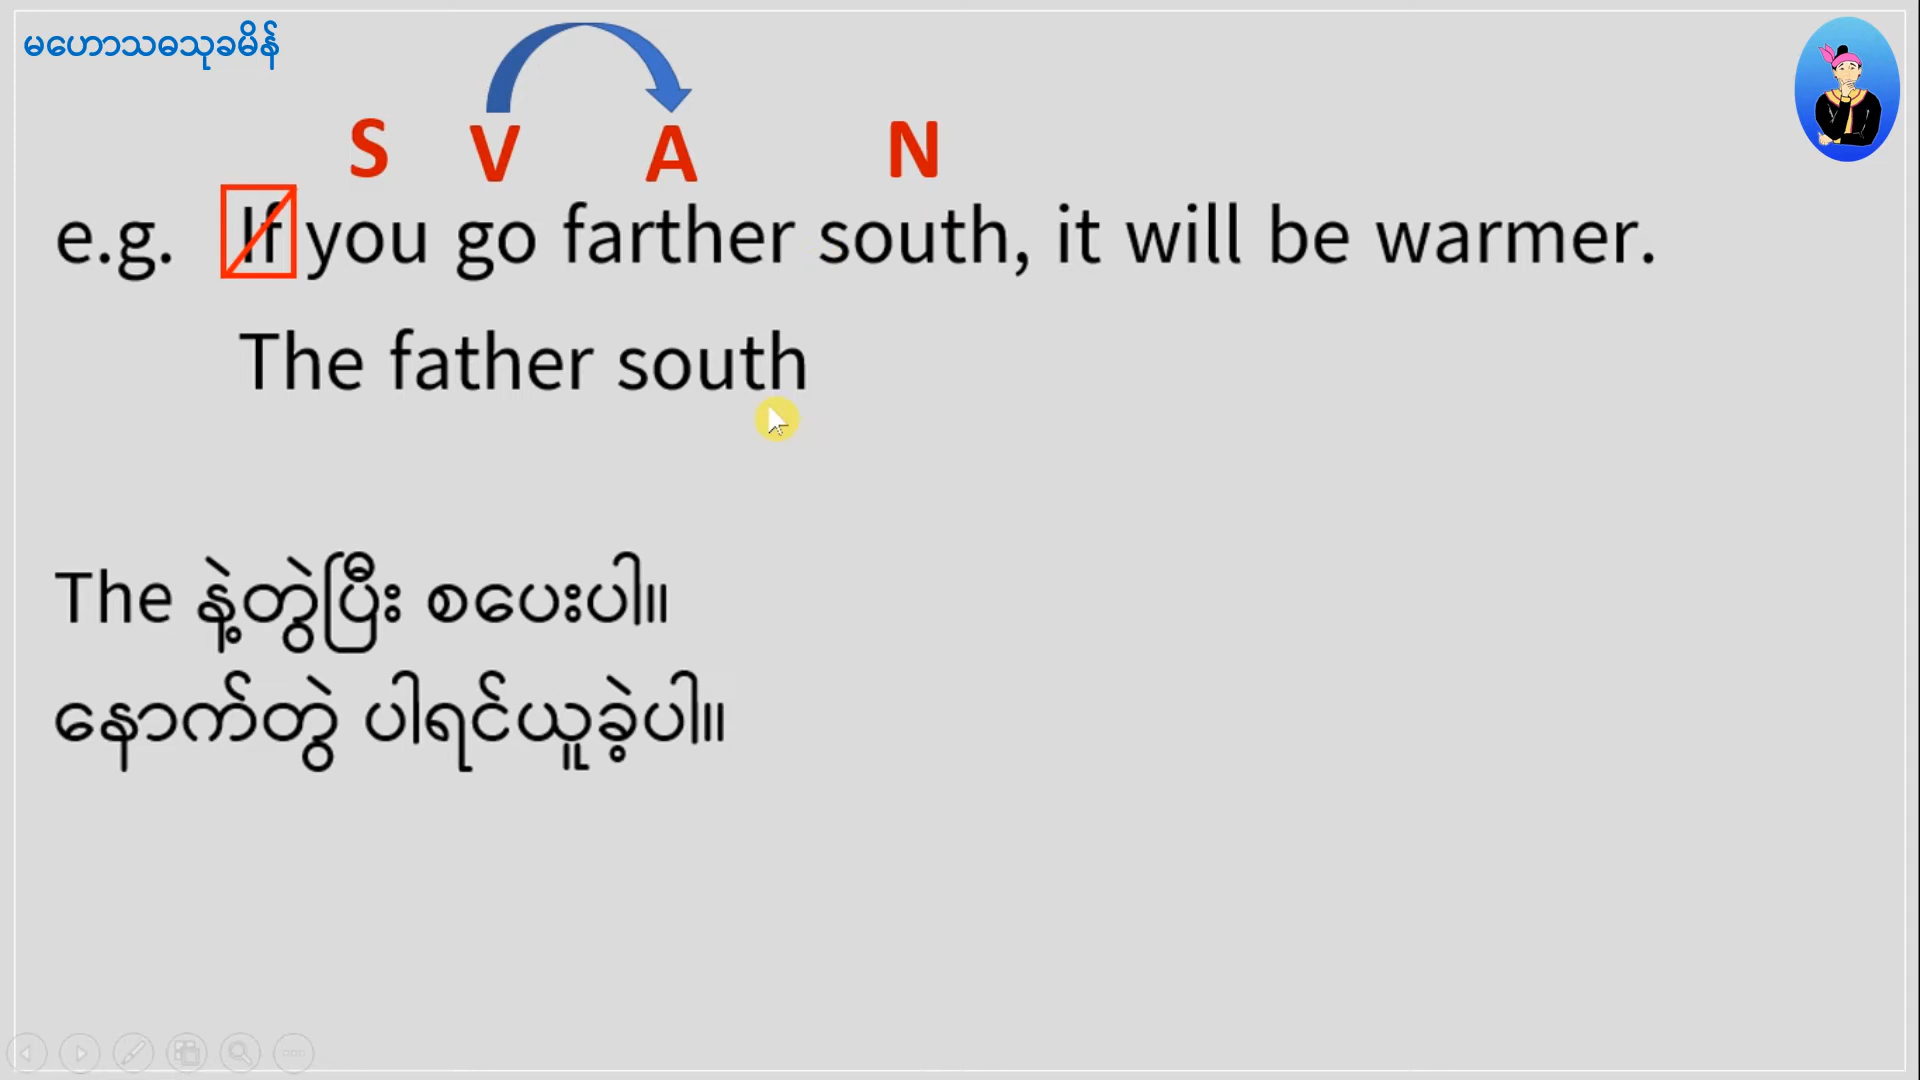 မဟောသဓသုခမိန်
S V A N
e.g. If you go farther south, it will be warmer.
The father south
The နဲ့တွဲပြီး စပေးပါ။
နောက်တွဲ ပါရင်ယူခဲ့ပါ။